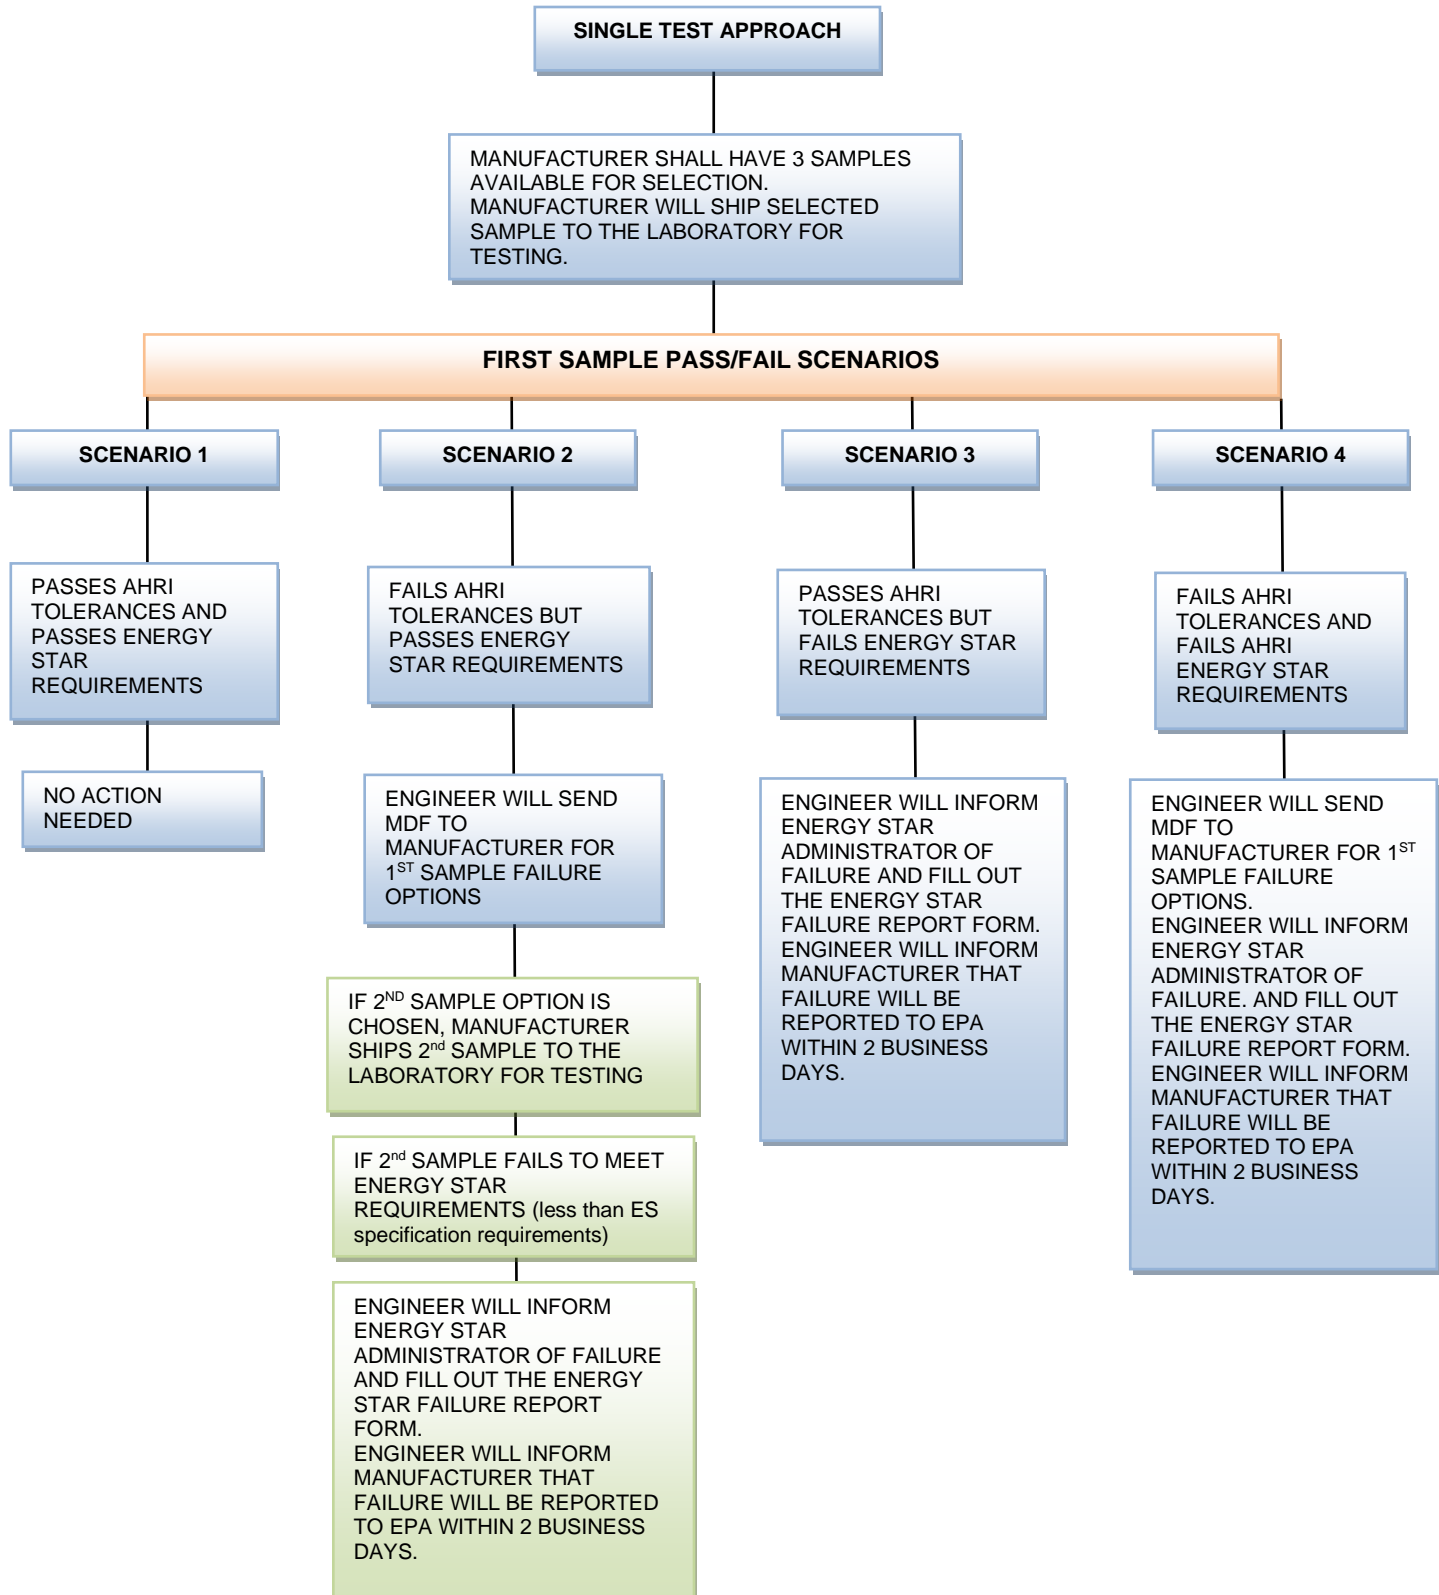 SINGLE TEST APPROACH
MANUFACTURER SHALL HAVE 3 SAMPLES
AVAILABLE FOR SELECTION.
MANUFACTURER WILL SHIP SELECTED
SAMPLE TO THE LABORATORY FOR
TESTING.
FIRST SAMPLE PASS/FAIL SCENARIOS
SCENARIO 1
PASSES AHRI
TOLERANCES AND
PASSES ENERGY
STAR
REQUIREMENTS
NO ACTION
NEEDED
SCENARIO 2
FAILS AHRI
TOLERANCES BUT
PASSES ENERGY
STAR REQUIREMENTS
ENGINEER WILL SEND
MDF TO
MANUFACTURER FOR
1ST SAMPLE FAILURE
OPTIONS
IF 2ND SAMPLE OPTION IS
CHOSEN, MANUFACTURER
SHIPS 2nd SAMPLE TO THE
LABORATORY FOR TESTING
IF 2nd SAMPLE FAILS TO MEET
ENERGY STAR
REQUIREMENTS (less than ES
specification requirements)
ENGINEER WILL INFORM
ENERGY STAR
ADMINISTRATOR OF FAILURE
AND FILL OUT THE ENERGY
STAR FAILURE REPORT
FORM.
ENGINEER WILL INFORM
MANUFACTURER THAT
FAILURE WILL BE REPORTED
TO EPA WITHIN 2 BUSINESS
DAYS.
SCENARIO 3
PASSES AHRI
TOLERANCES BUT
FAILS ENERGY STAR
REQUIREMENTS
ENGINEER WILL INFORM
ENERGY STAR
ADMINISTRATOR OF
FAILURE AND FILL OUT
THE ENERGY STAR
FAILURE REPORT FORM.
ENGINEER WILL INFORM
MANUFACTURER THAT
FAILURE WILL BE
REPORTED TO EPA
WITHIN 2 BUSINESS
DAYS.
SCENARIO 4
FAILS AHRI
TOLERANCES AND
FAILS AHRI
ENERGY STAR
REQUIREMENTS
ENGINEER WILL SEND
MDF TO
MANUFACTURER FOR 1ST
SAMPLE FAILURE
OPTIONS.
ENGINEER WILL INFORM
ENERGY STAR
ADMINISTRATOR OF
FAILURE. AND FILL OUT
THE ENERGY STAR
FAILURE REPORT FORM.
ENGINEER WILL INFORM
MANUFACTURER THAT
FAILURE WILL BE
REPORTED TO EPA
WITHIN 2 BUSINESS
DAYS.